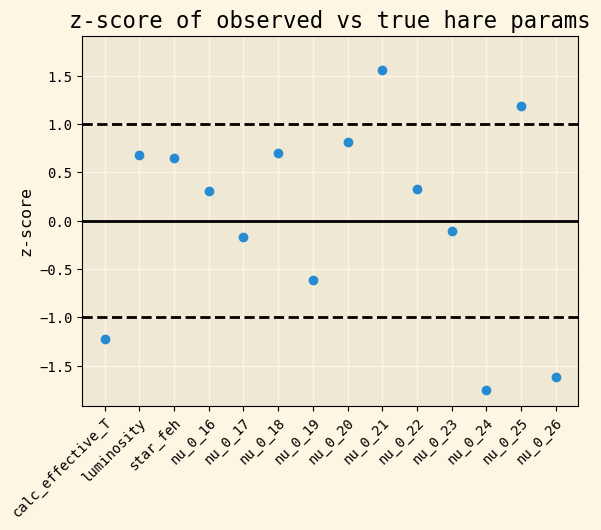 z-score of observed vs true hare params
z-score
1.5
1.0
0.5
0.0
−0.5
−1.0
−1.5
calc_effective_T
luminosity
star_feh
nu_0_16
nu_0_17
nu_0_18
nu_0_19
nu_0_20
nu_0_21
nu_0_22
nu_0_23
nu_0_24
nu_0_25
nu_0_26